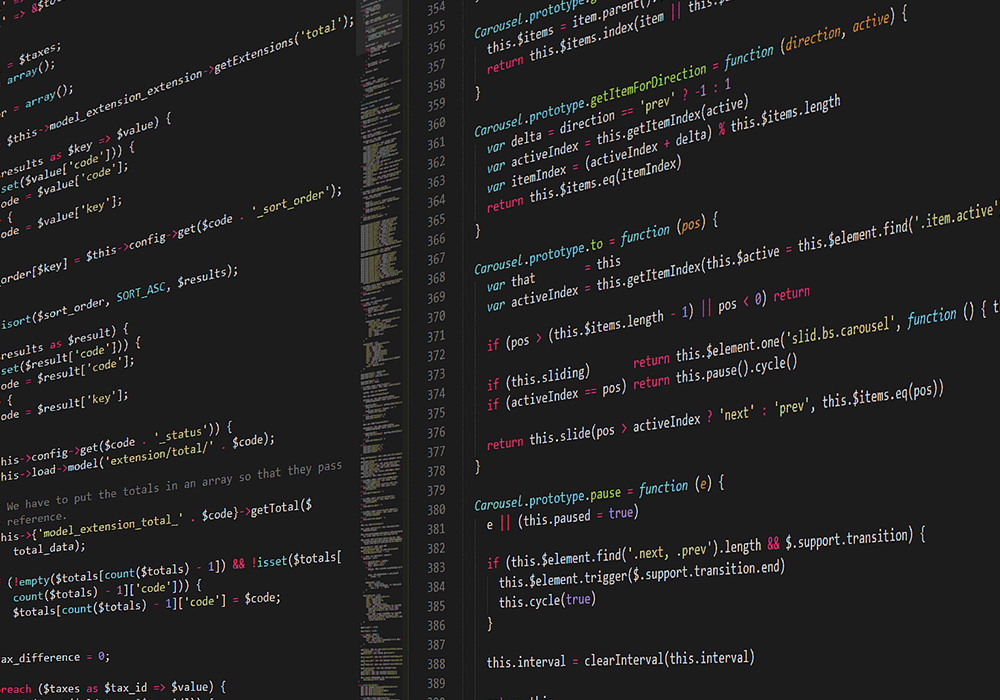 = $taxes;
array();
= array();
$this->model_extension_extension->getExtensions('total');
results as $key => $value) {
set($value['code'])) {
ode = $value['code'];
{
ode = $value['key'];
order[$key] = $this->config->get($code . '_sort_order');
isort($sort_order, SORT_ASC, $results);
results as $result) {
set($result['code'])) {
ode = $result['code'];
{
ode = $result['key'];
his->config->get($code . '_status')) {
his->load->model('extension/total/' . $code);
We have to put the totals in an array so that they pass
reference.
his->{'model_extension_total_' . $code}->getTotal($
total_data);
(!empty($totals[count($totals) - 1]) && !isset($totals[
count($totals) - 1]['code'])) {
$totals[count($totals) - 1]['code'] = $code;
ax_difference = 0;
reach ($taxes as $tax_id => $value) {
354
355
356
357
358
359
360
361
362
363
364
365
366
367
368
369
370
371
372
373
374
375
376
377
378
379
380
381
382
383
384
385
386
387
388
389
Carousel.prototype.
this.$items = item.parent().
return this.$items.index(item || this.$
}
Carousel.prototype.getItemForDirection = function (direction, active) {
var delta = direction == 'prev' ? -1 : 1
var activeIndex = this.getItemIndex(active)
var itemIndex = (activeIndex + delta) % this.$items.length
return this.$items.eq(itemIndex)
}
Carousel.prototype.to = function (pos) {
var that = this
var activeIndex = this.getItemIndex(this.$active = this.$element.find('.item.active'
if (pos > (this.$items.length - 1) || pos < 0) return
if (this.sliding) return this.$element.one('slid.bs.carousel', function () { t
if (activeIndex == pos) return this.pause().cycle()
return this.slide(pos > activeIndex ? 'next' : 'prev', this.$items.eq(pos))
}
Carousel.prototype.pause = function (e) {
e || (this.paused = true)
if (this.$element.find('.next, .prev').length && $.support.transition) {
this.$element.trigger($.support.transition.end)
this.cycle(true)
}
this.interval = clearInterval(this.interval)